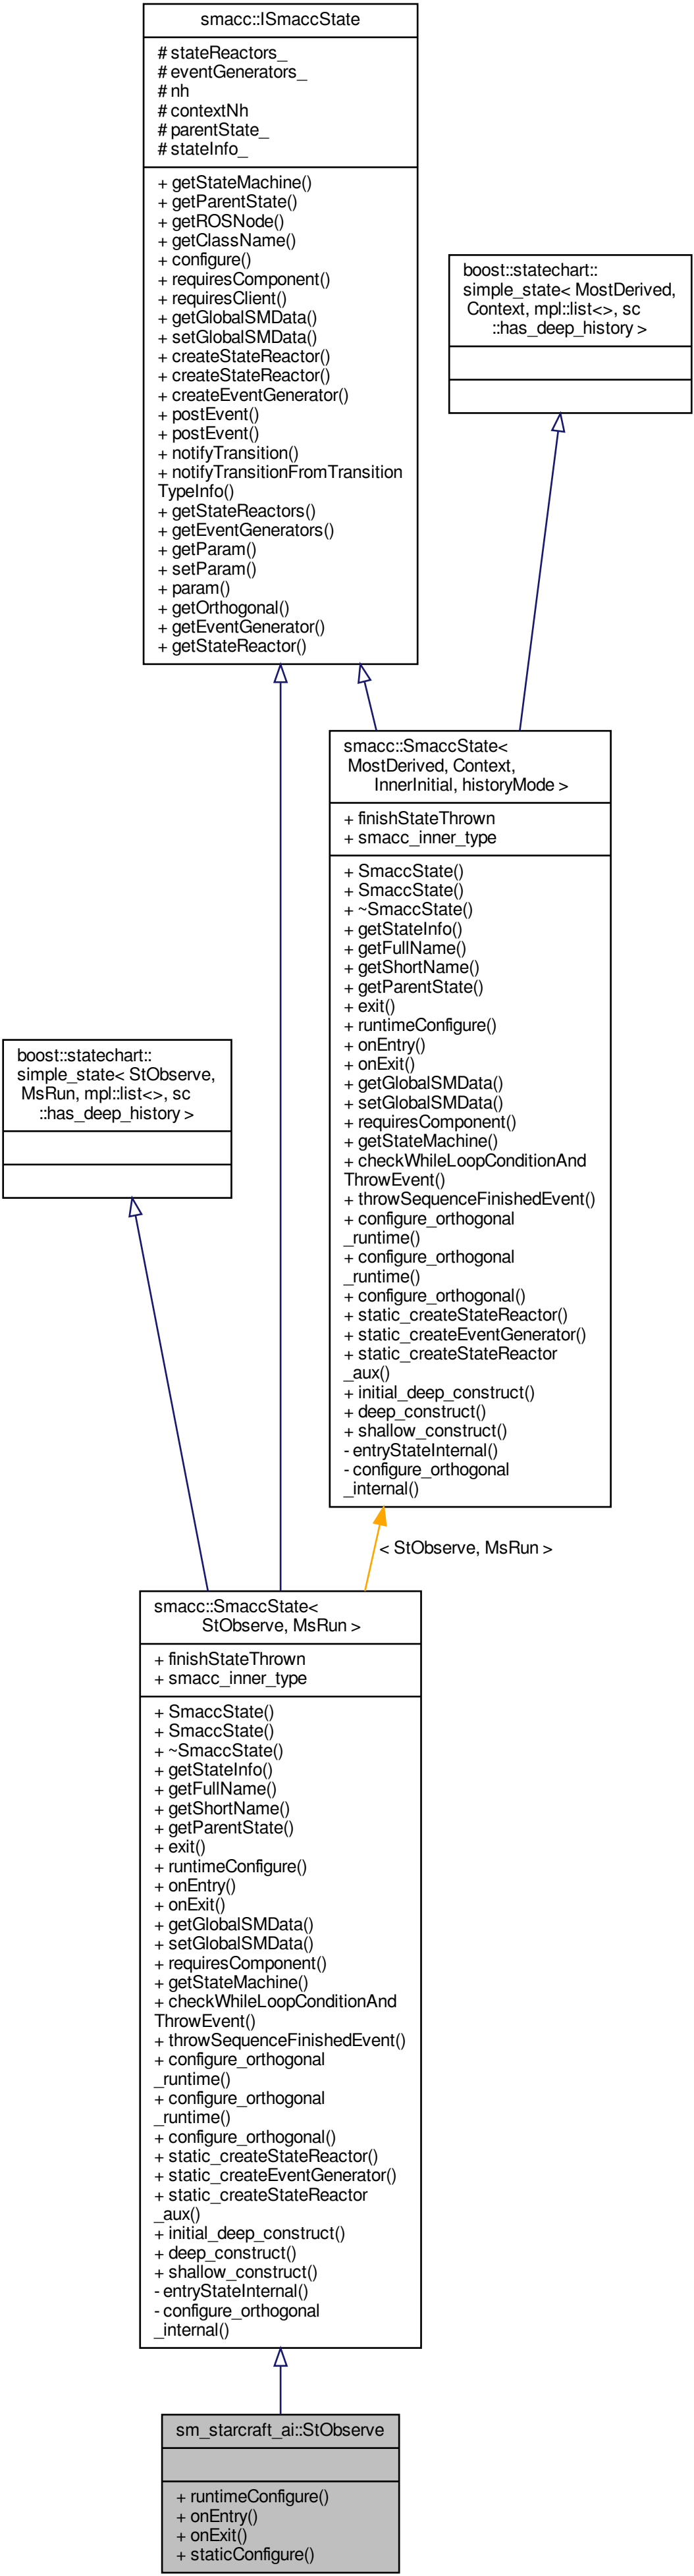 smacc::ISmaccState
# stateReactors_
# eventGenerators_
# nh
# contextNh
# parentState_
# stateInfo_
+ getStateMachine()
+ getParentState()
+ getROSNode()
+ getClassName()
+ configure()
+ requiresComponent()
+ requiresClient()
+ getGlobalSMData()
+ setGlobalSMData()
+ createStateReactor()
+ createStateReactor()
+ createEventGenerator()
+ postEvent()
+ postEvent()
+ notifyTransition()
+ notifyTransitionFromTransition
TypeInfo()
+ getStateReactors()
+ getEventGenerators()
+ getParam()
+ setParam()
+ param()
+ getOrthogonal()
+ getEventGenerator()
+ getStateReactor()
boost::statechart::
simple_state< MostDerived,
Context, mpl::list<>, sc
::has_deep_history >
smacc::SmaccState<
MostDerived, Context,
InnerInitial, historyMode >
+ finishStateThrown
+ smacc_inner_type
+ SmaccState()
+ SmaccState()
+ ~SmaccState()
+ getStateInfo()
+ getFullName()
+ getShortName()
+ getParentState()
+ exit()
+ runtimeConfigure()
+ onEntry()
+ onExit()
+ getGlobalSMData()
+ setGlobalSMData()
+ requiresComponent()
+ getStateMachine()
+ checkWhileLoopConditionAnd
ThrowEvent()
+ throwSequenceFinishedEvent()
+ configure_orthogonal
_runtime()
+ configure_orthogonal
_runtime()
+ configure_orthogonal()
+ static_createStateReactor()
+ static_createEventGenerator()
+ static_createStateReactor
_aux()
+ initial_deep_construct()
+ deep_construct()
+ shallow_construct()
- entryStateInternal()
- configure_orthogonal
_internal()
boost::statechart::
simple_state< StObserve,
MsRun, mpl::list<>, sc
::has_deep_history >
< StObserve, MsRun >
smacc::SmaccState<
StObserve, MsRun >
+ finishStateThrown
+ smacc_inner_type
+ SmaccState()
+ SmaccState()
+ ~SmaccState()
+ getStateInfo()
+ getFullName()
+ getShortName()
+ getParentState()
+ exit()
+ runtimeConfigure()
+ onEntry()
+ onExit()
+ getGlobalSMData()
+ setGlobalSMData()
+ requiresComponent()
+ getStateMachine()
+ checkWhileLoopConditionAnd
ThrowEvent()
+ throwSequenceFinishedEvent()
+ configure_orthogonal
_runtime()
+ configure_orthogonal
_runtime()
+ configure_orthogonal()
+ static_createStateReactor()
+ static_createEventGenerator()
+ static_createStateReactor
_aux()
+ initial_deep_construct()
+ deep_construct()
+ shallow_construct()
- entryStateInternal()
- configure_orthogonal
_internal()
sm_starcraft_ai::StObserve
+ runtimeConfigure()
+ onEntry()
+ onExit()
+ staticConfigure()